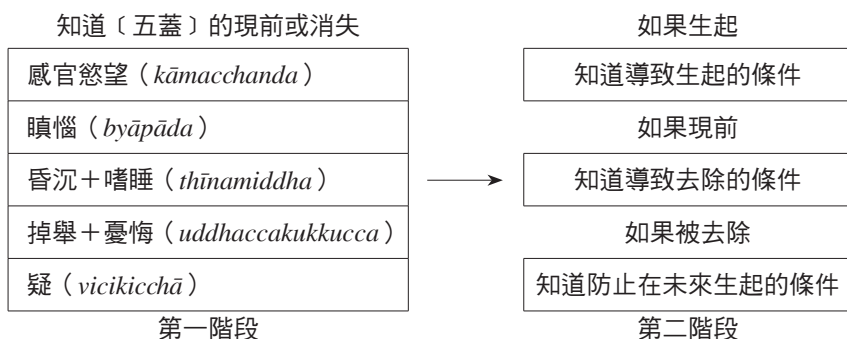 知道﹝五蓋﹞的現前或消失
感官慾望（kāmacchanda）
瞋惱（byāpāda）
昏沉＋嗜睡（thīnamiddha）
掉舉＋憂悔（uddhaccakukkucca）
疑（vicikicchā）
第一階段
如果生起
知道導致生起的條件
如果現前
知道導致去除的條件
如果被去除
知道防止在未來生起的條件
第二階段